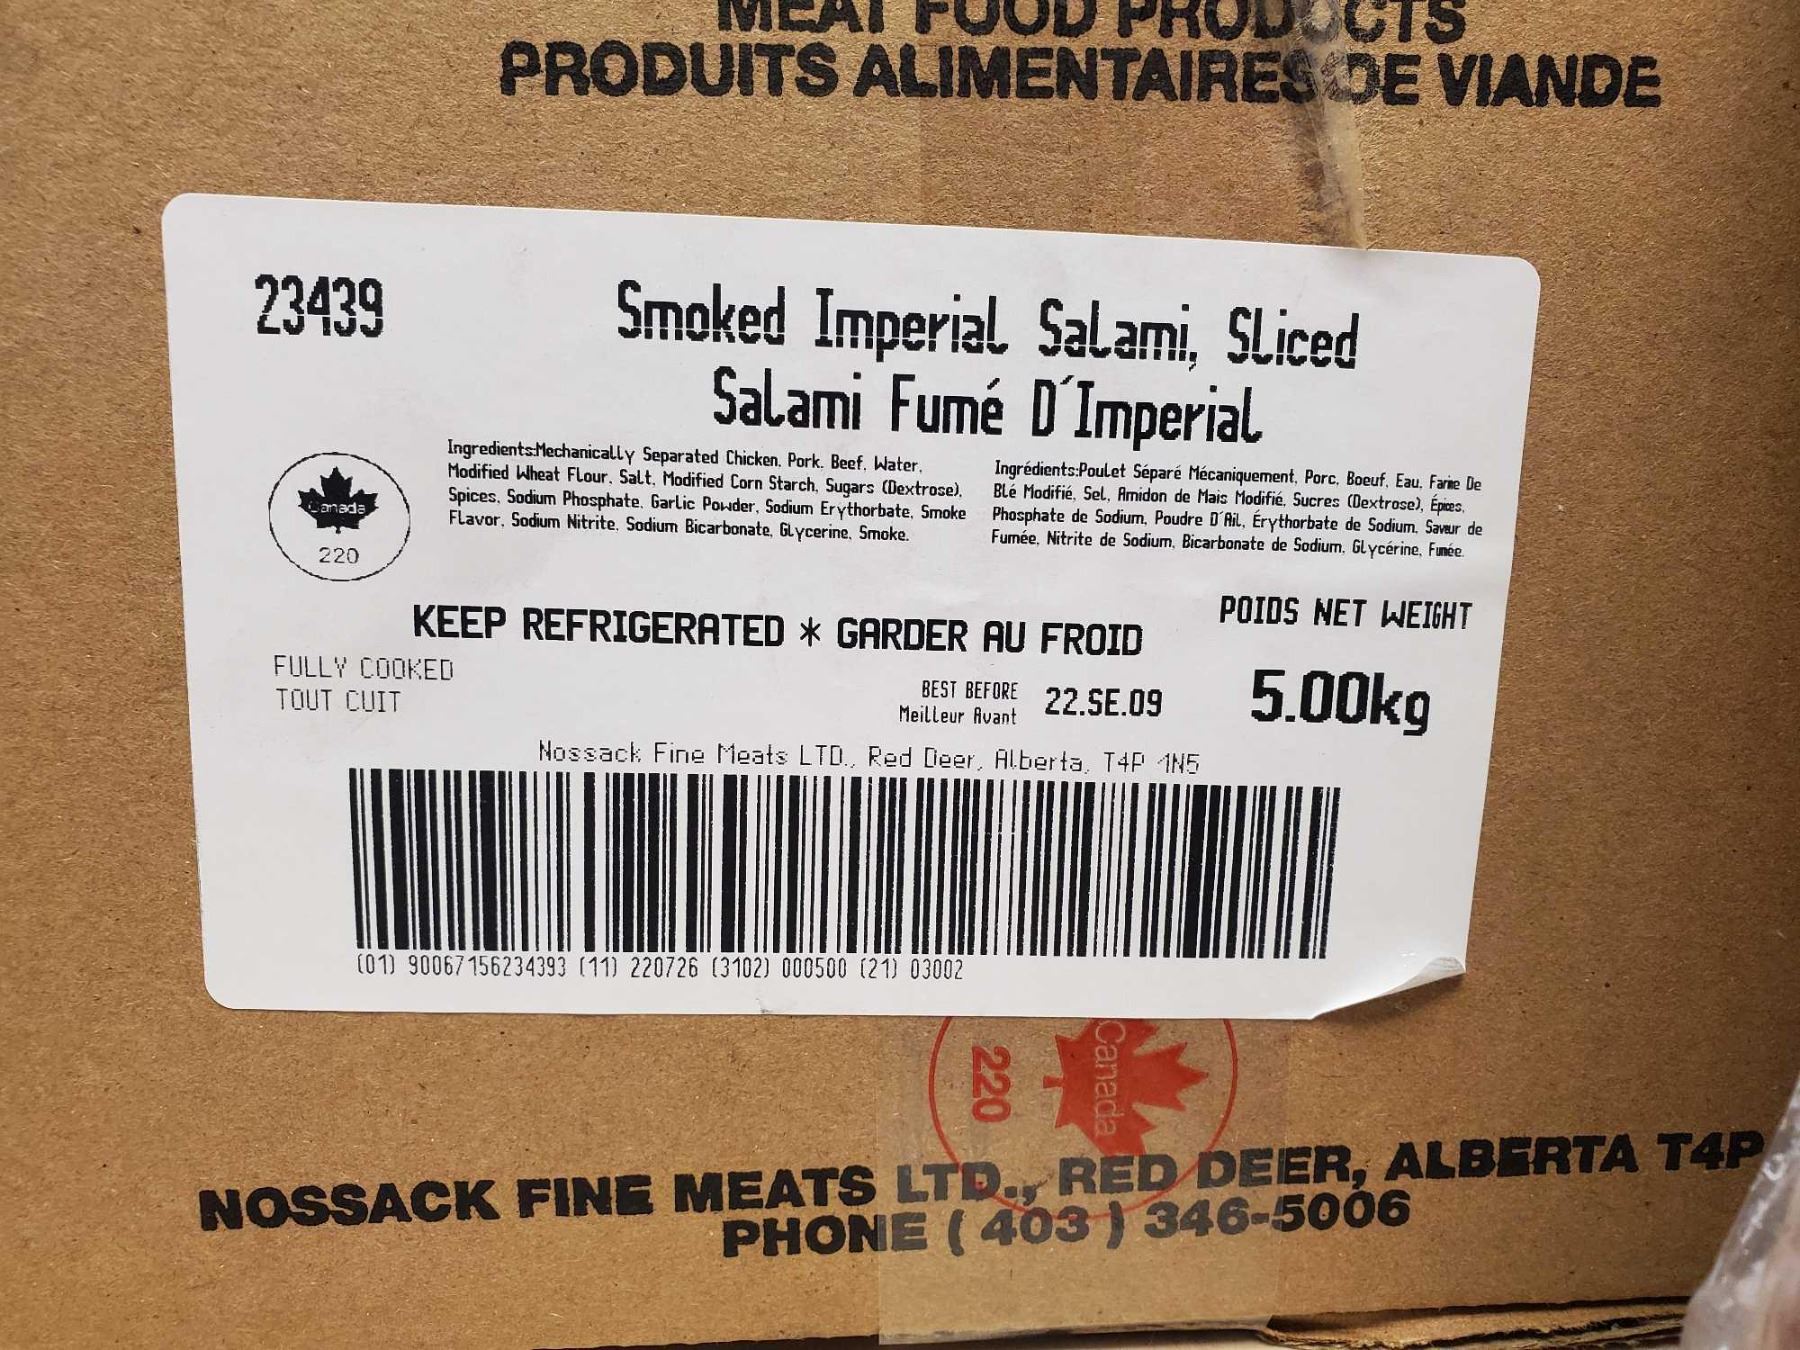 MEAT FOOD PRODUCTS
PRODUITS ALIMENTAIRES DE VIANDE
23439
Smoked Imperial Salami, Sliced
Salami Fumé D´Imperial
Ingredients:Mechanically Separated Chicken, Pork, Beef, Water,
Modified Wheat Flour, Salt, Modified Corn Starch, Sugars (Dextrose),
Spices, Sodium Phosphate, Garlic Powder, Sodium Erythorbate, Smoke
Flavor, Sodium Nitrite, Sodium Bicarbonate, Glycerine, Smoke.
Ingrédients:Poulet Séparé Mécaniquement, Porc, Boeuf, Eau, Farine De
Blé Modifié, Sel, Amidon de Mais Modifié, Sucres (Dextrose), Épices,
Phosphate de Sodium, Poudre D´Ail, Érythorbate de Sodium, Saveur de
Fumée, Nitrite de Sodium, Bicarbonate de Sodium, Glycérine, Fumée.
Canada
220
KEEP REFRIGERATED * GARDER AU FROID
POIDS NET WEIGHT
5.00kg
FULLY COOKED
TOUT CUIT
BEST BEFORE
Meilleur Avant
22.SE.09
Nossack Fine Meats LTD., Red Deer, Alberta, T4P 1N5
(01) 90067156234393 (11) 220726 (3102) 000500 (21) 03002
Canada
220
NOSSACK FINE MEATS LTD., RED DEER, ALBERTA T4P
PHONE ( 403 ) 346-5006